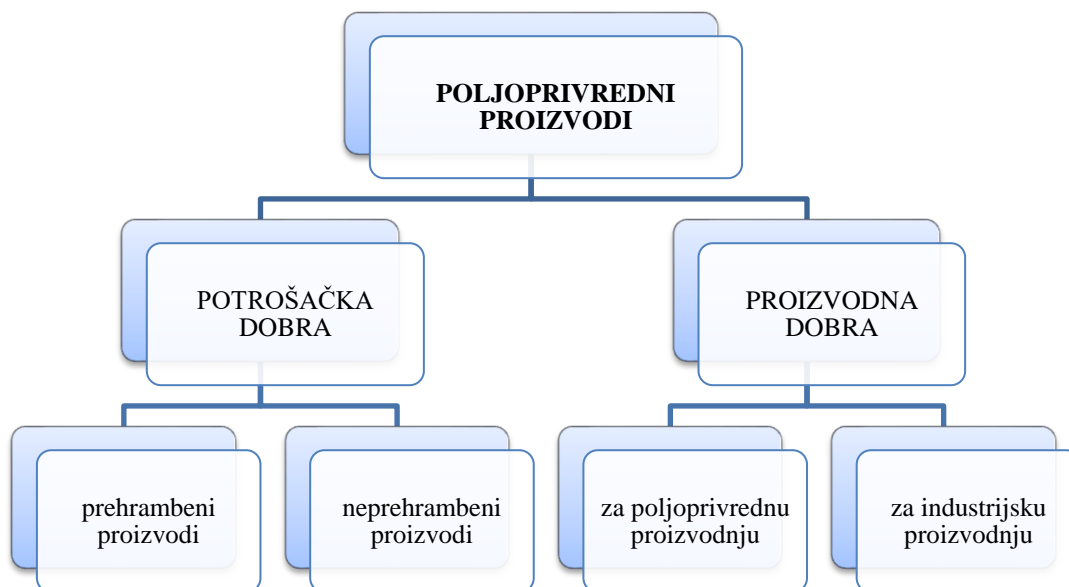 POLJOPRIVREDNI
PROIZVODI
POTROŠAČKA
DOBRA
PROIZVODNA
DOBRA
prehrambeni
proizvodi
neprehrambeni
proizvodi
za poljoprivrednu
proizvodnju
za industrijsku
proizvodnju